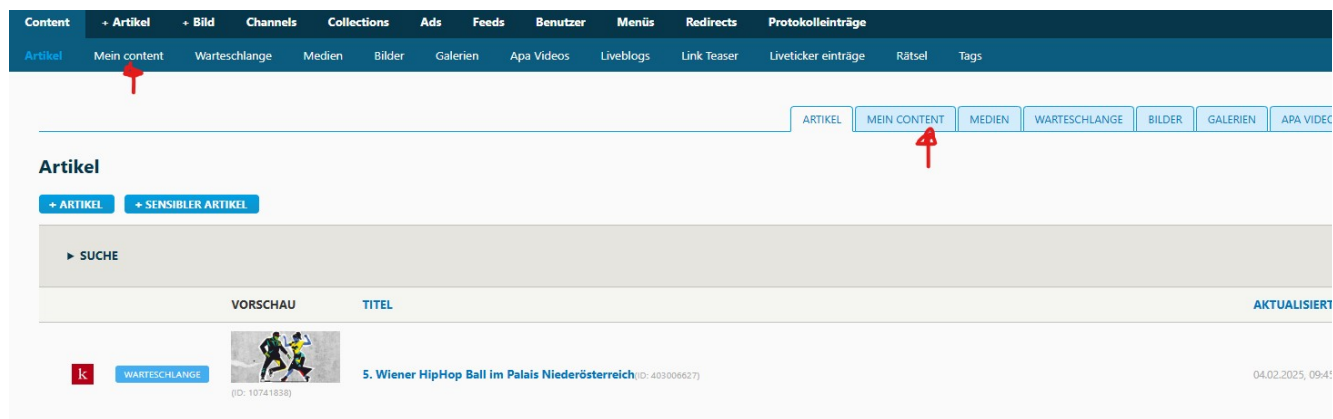 Content + Artikel + Bild Channels Collections Ads Feeds Benutzer Menüs Redirects Protokolleinträge
Artikel Mein content Warteschlange Medien Bilder Galerien Apa Videos Liveblogs Link Teaser Liveticker einträge Rätsel Tags
ARTIKEL MEIN CONTENT MEDIEN WARTESCHLANGE BILDER GALERIEN APA VIDEO
Artikel
+ ARTIKEL + SENSIBLER ARTIKEL
▸ SUCHE
VORSCHAU TITEL AKTUALISIERT
k WARTESCHLANGE 5. Wiener HipHop Ball im Palais Niederösterreich(ID: 403006627) 04.02.2025, 09:45
(ID: 10741838)